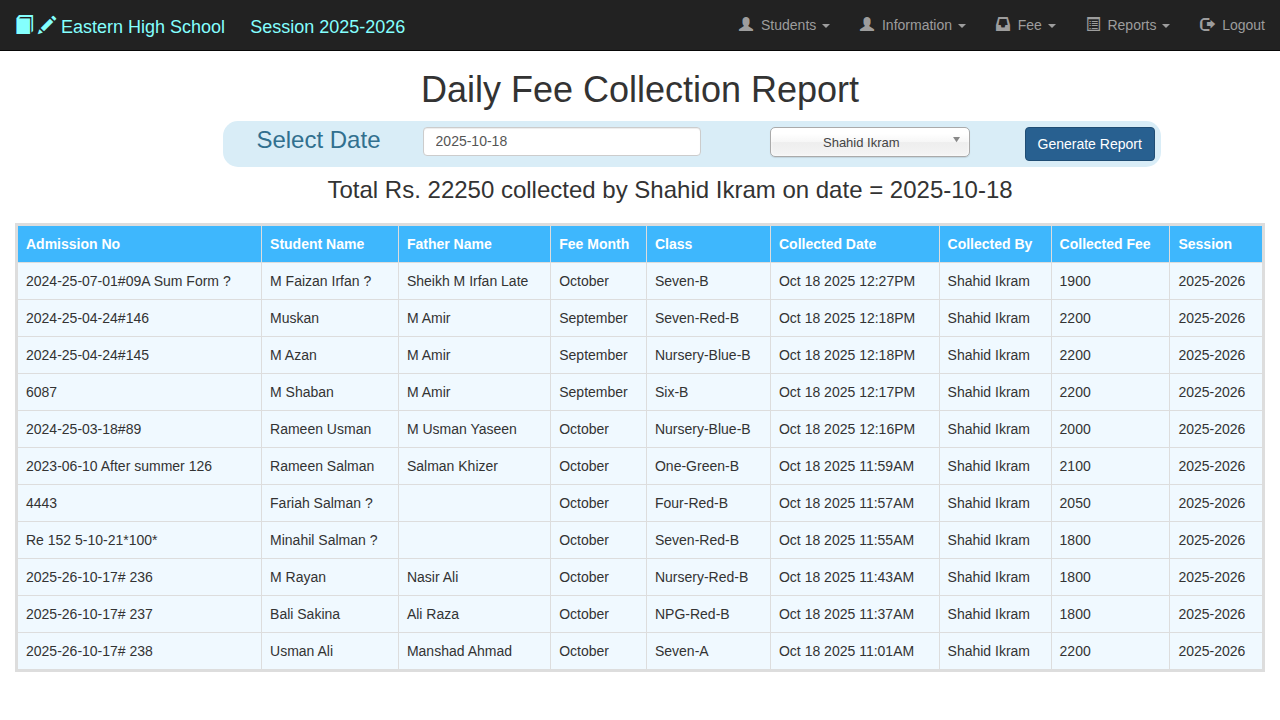 Eastern High School Session 2025-2026 Students Information Fee Reports Logout
Daily Fee Collection Report
Select Date 2025-10-18 Shahid Ikram Generate Report
Total Rs. 22250 collected by Shahid Ikram on date = 2025-10-18
Admission No Student Name Father Name Fee Month Class Collected Date Collected By Collected Fee Session
2024-25-07-01#09A Sum Form ? M Faizan Irfan ? Sheikh M Irfan Late October Seven-B Oct 18 2025 12:27PM Shahid Ikram 1900 2025-2026
2024-25-04-24#146 Muskan M Amir September Seven-Red-B Oct 18 2025 12:18PM Shahid Ikram 2200 2025-2026
2024-25-04-24#145 M Azan M Amir September Nursery-Blue-B Oct 18 2025 12:18PM Shahid Ikram 2200 2025-2026
6087 M Shaban M Amir September Six-B Oct 18 2025 12:17PM Shahid Ikram 2200 2025-2026
2024-25-03-18#89 Rameen Usman M Usman Yaseen October Nursery-Blue-B Oct 18 2025 12:16PM Shahid Ikram 2000 2025-2026
2023-06-10 After summer 126 Rameen Salman Salman Khizer October One-Green-B Oct 18 2025 11:59AM Shahid Ikram 2100 2025-2026
4443 Fariah Salman ? October Four-Red-B Oct 18 2025 11:57AM Shahid Ikram 2050 2025-2026
Re 152 5-10-21*100* Minahil Salman ? October Seven-Red-B Oct 18 2025 11:55AM Shahid Ikram 1800 2025-2026
2025-26-10-17# 236 M Rayan Nasir Ali October Nursery-Red-B Oct 18 2025 11:43AM Shahid Ikram 1800 2025-2026
2025-26-10-17# 237 Bali Sakina Ali Raza October NPG-Red-B Oct 18 2025 11:37AM Shahid Ikram 1800 2025-2026
2025-26-10-17# 238 Usman Ali Manshad Ahmad October Seven-A Oct 18 2025 11:01AM Shahid Ikram 2200 2025-2026